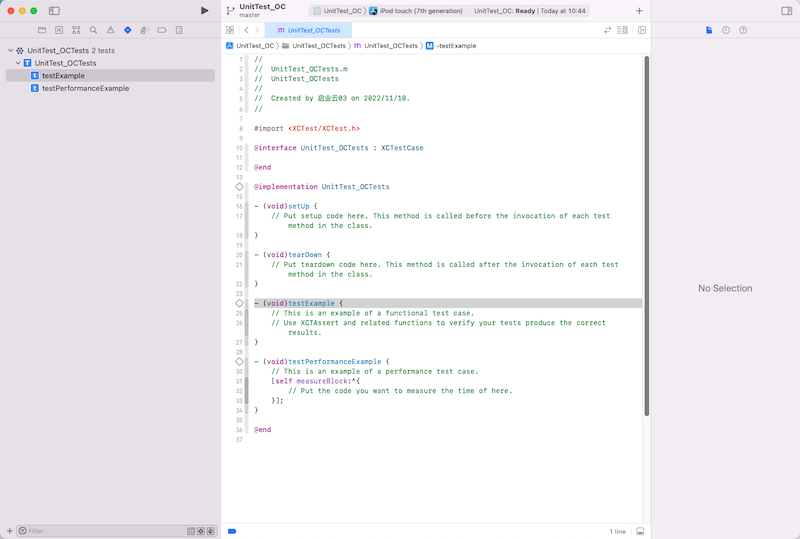 UnitTest_OC
master
UnitTest_OC
iPod touch (7th generation)
UnitTest_OC: Ready | Today at 10:44
UnitTest_OCTests 2 tests
UnitTest_OCTests
testExample
testPerformanceExample
Filter
m UnitTest_OCTests
UnitTest_OC
UnitTest_OCTests
m UnitTest_OCTests
M -testExample
1 //
2 //  UnitTest_OCTests.m
3 //  UnitTest_OCTests
4 //
5 //  Created by 启业云03 on 2022/11/10.
6 //
7
8 #import <XCTest/XCTest.h>
9
10 @interface UnitTest_OCTests : XCTestCase
11
12 @end
13
@implementation UnitTest_OCTests
15
16 - (void)setUp {
17     // Put setup code here. This method is called before the invocation of each test
method in the class.
18 }
19
20 - (void)tearDown {
21     // Put teardown code here. This method is called after the invocation of each test
method in the class.
22 }
23
- (void)testExample {
25     // This is an example of a functional test case.
26     // Use XCTAssert and related functions to verify your tests produce the correct
results.
27 }
28
- (void)testPerformanceExample {
30     // This is an example of a performance test case.
31     [self measureBlock:^{
32         // Put the code you want to measure the time of here.
33     }];
34 }
35
36 @end
37
1 line
No Selection